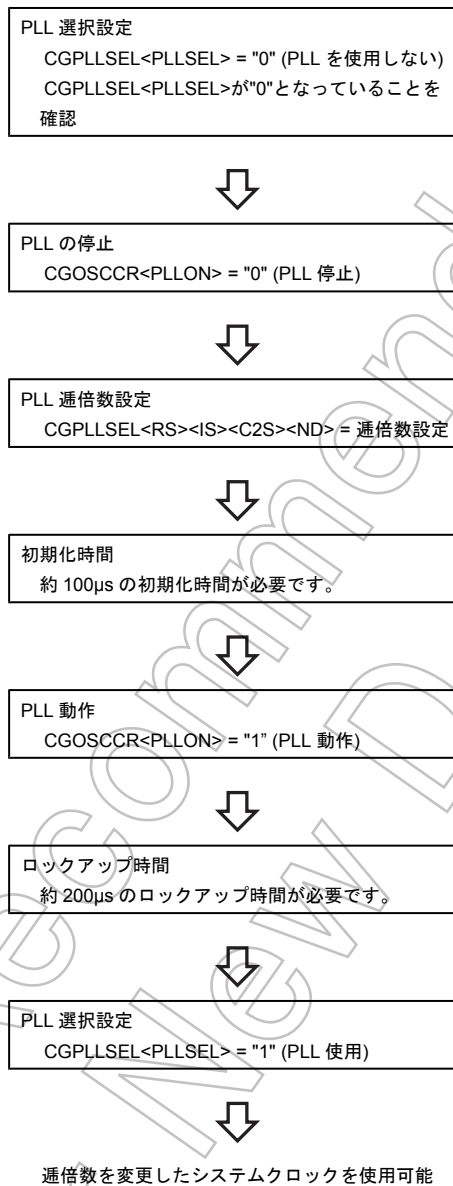 PLL 選択設定
CGPLLSEL<PLLSEL> = "0" (PLL を使用しない)
CGPLLSEL<PLLSEL>が"0"となっていることを
確認
PLL の停止
CGOSCCR<PLLON> = "0" (PLL 停止)
PLL 逓倍数設定
CGPLLSEL<RS><IS><C2S><ND> = 逓倍数設定
初期化時間
約 100μs の初期化時間が必要です。
PLL 動作
CGOSCCR<PLLON> = "1" (PLL 動作)
ロックアップ時間
約 200μs のロックアップ時間が必要です。
PLL 選択設定
CGPLLSEL<PLLSEL> = "1" (PLL 使用)
逓倍数を変更したシステムクロックを使用可能